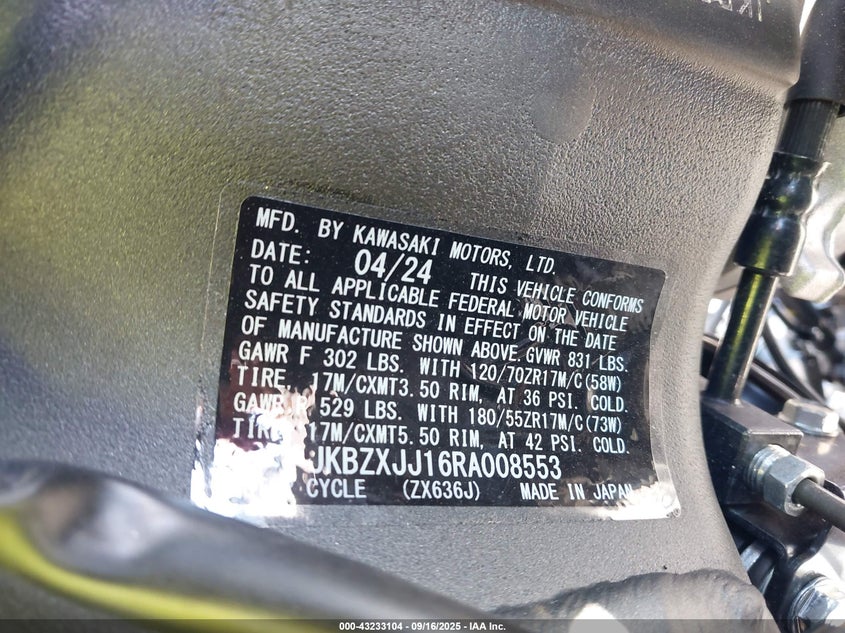 MFD. BY KAWASAKI MOTORS, LTD.
DATE: 04/24 THIS VEHICLE CONFORMS
TO ALL APPLICABLE FEDERAL MOTOR VEHICLE
SAFETY STANDARDS IN EFFECT ON THE DATE
OF MANUFACTURE SHOWN ABOVE. GVWR 831 LBS.
GAWR F 302 LBS. WITH 120/70ZR17M/C(58W)
TIRE, 17M/CXMT3.50 RIM, AT 36 PSI. COLD.
GAWR R 529 LBS. WITH 180/55ZR17M/C(73W)
TIRE 17M/CXMT5.50 RIM, AT 42 PSI. COLD.
JKBZXJJ16RA008553
CYCLE (ZX636J) MADE IN JAPAN
000-43233104 - 09/16/2025 - IAA Inc.